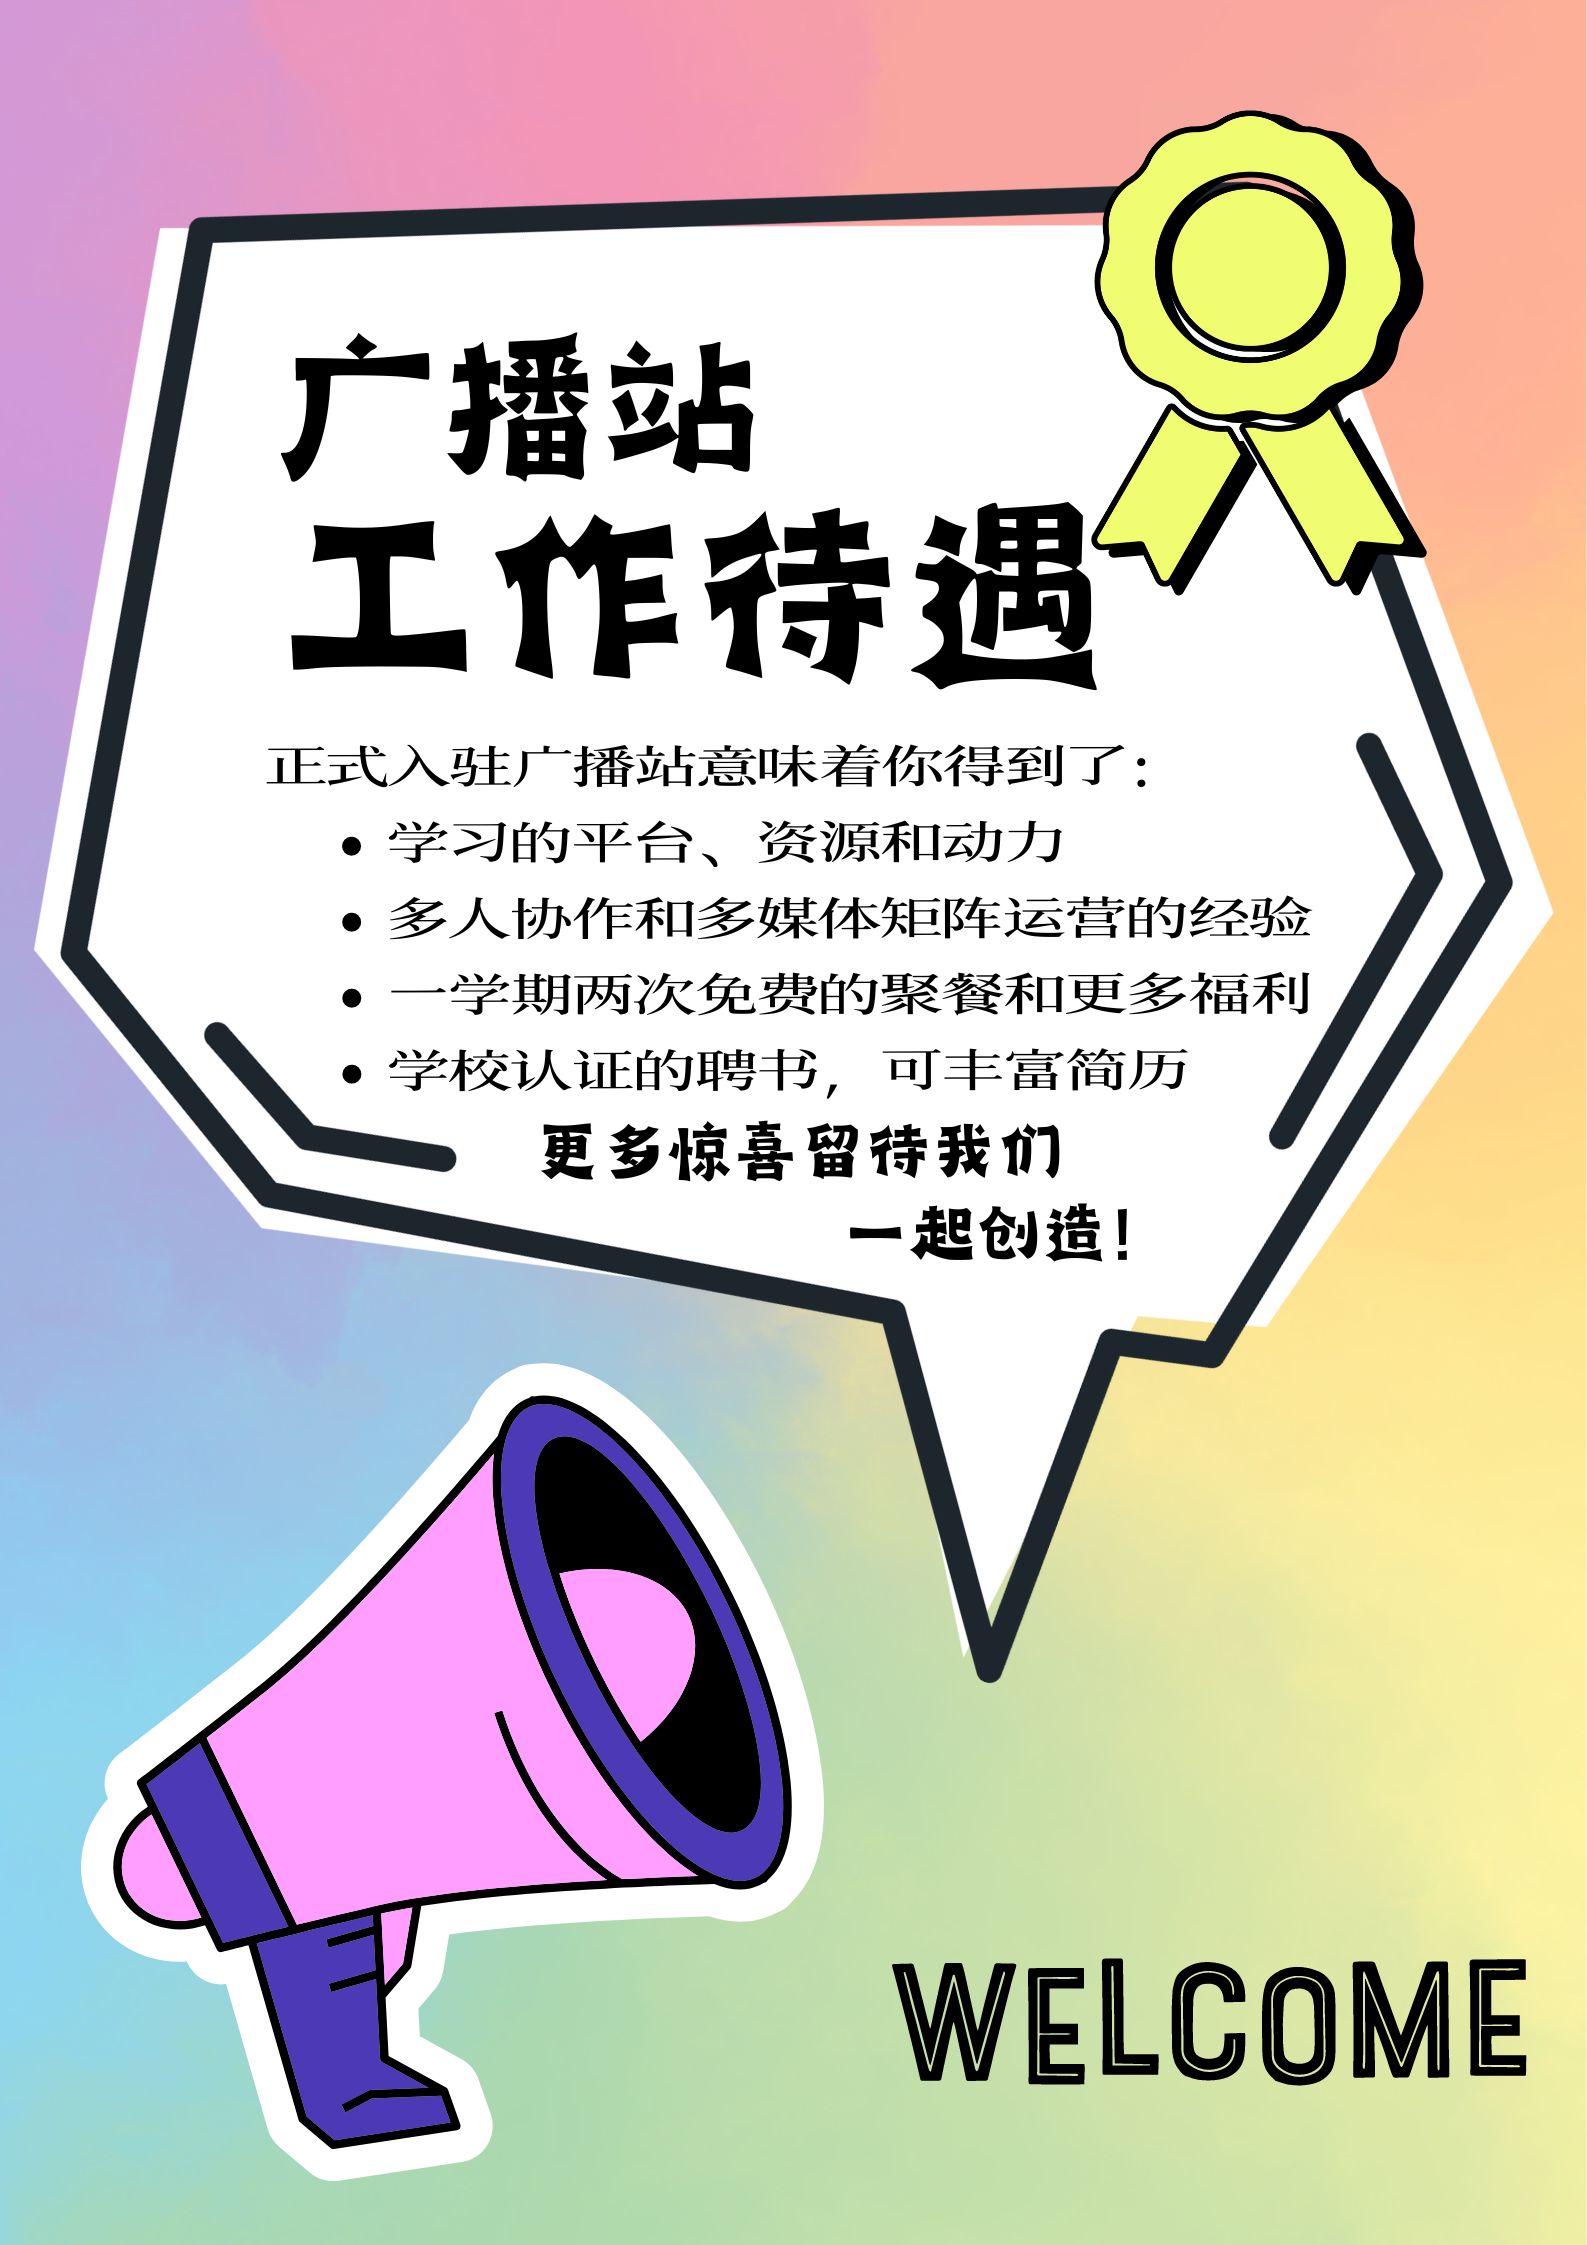 广播站
工作待遇
正式入驻广播站意味着你得到了：
• 学习的平台、资源和动力
• 多人协作和多媒体矩阵运营的经验
• 一学期两次免费的聚餐和更多福利
• 学校认证的聘书，可丰富简历
更多惊喜留待我们
一起创造！
WELCOME